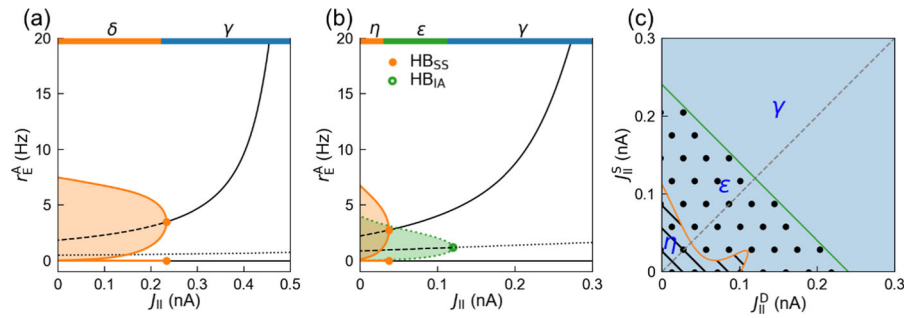 (a)
δ
γ
20
15
10
5
0
r_E^A (Hz)
0 0.1 0.2 0.3 0.4 0.5
J_II (nA)
(b)
η
ε
γ
HB_SS
HB_IA
20
15
10
5
0
r_E^A (Hz)
0 0.1 0.2 0.3
J_II (nA)
(c)
0.3
0.2
0.1
0
J_II^S (nA)
γ
ε
η
0 0.1 0.2 0.3
J_II^D (nA)